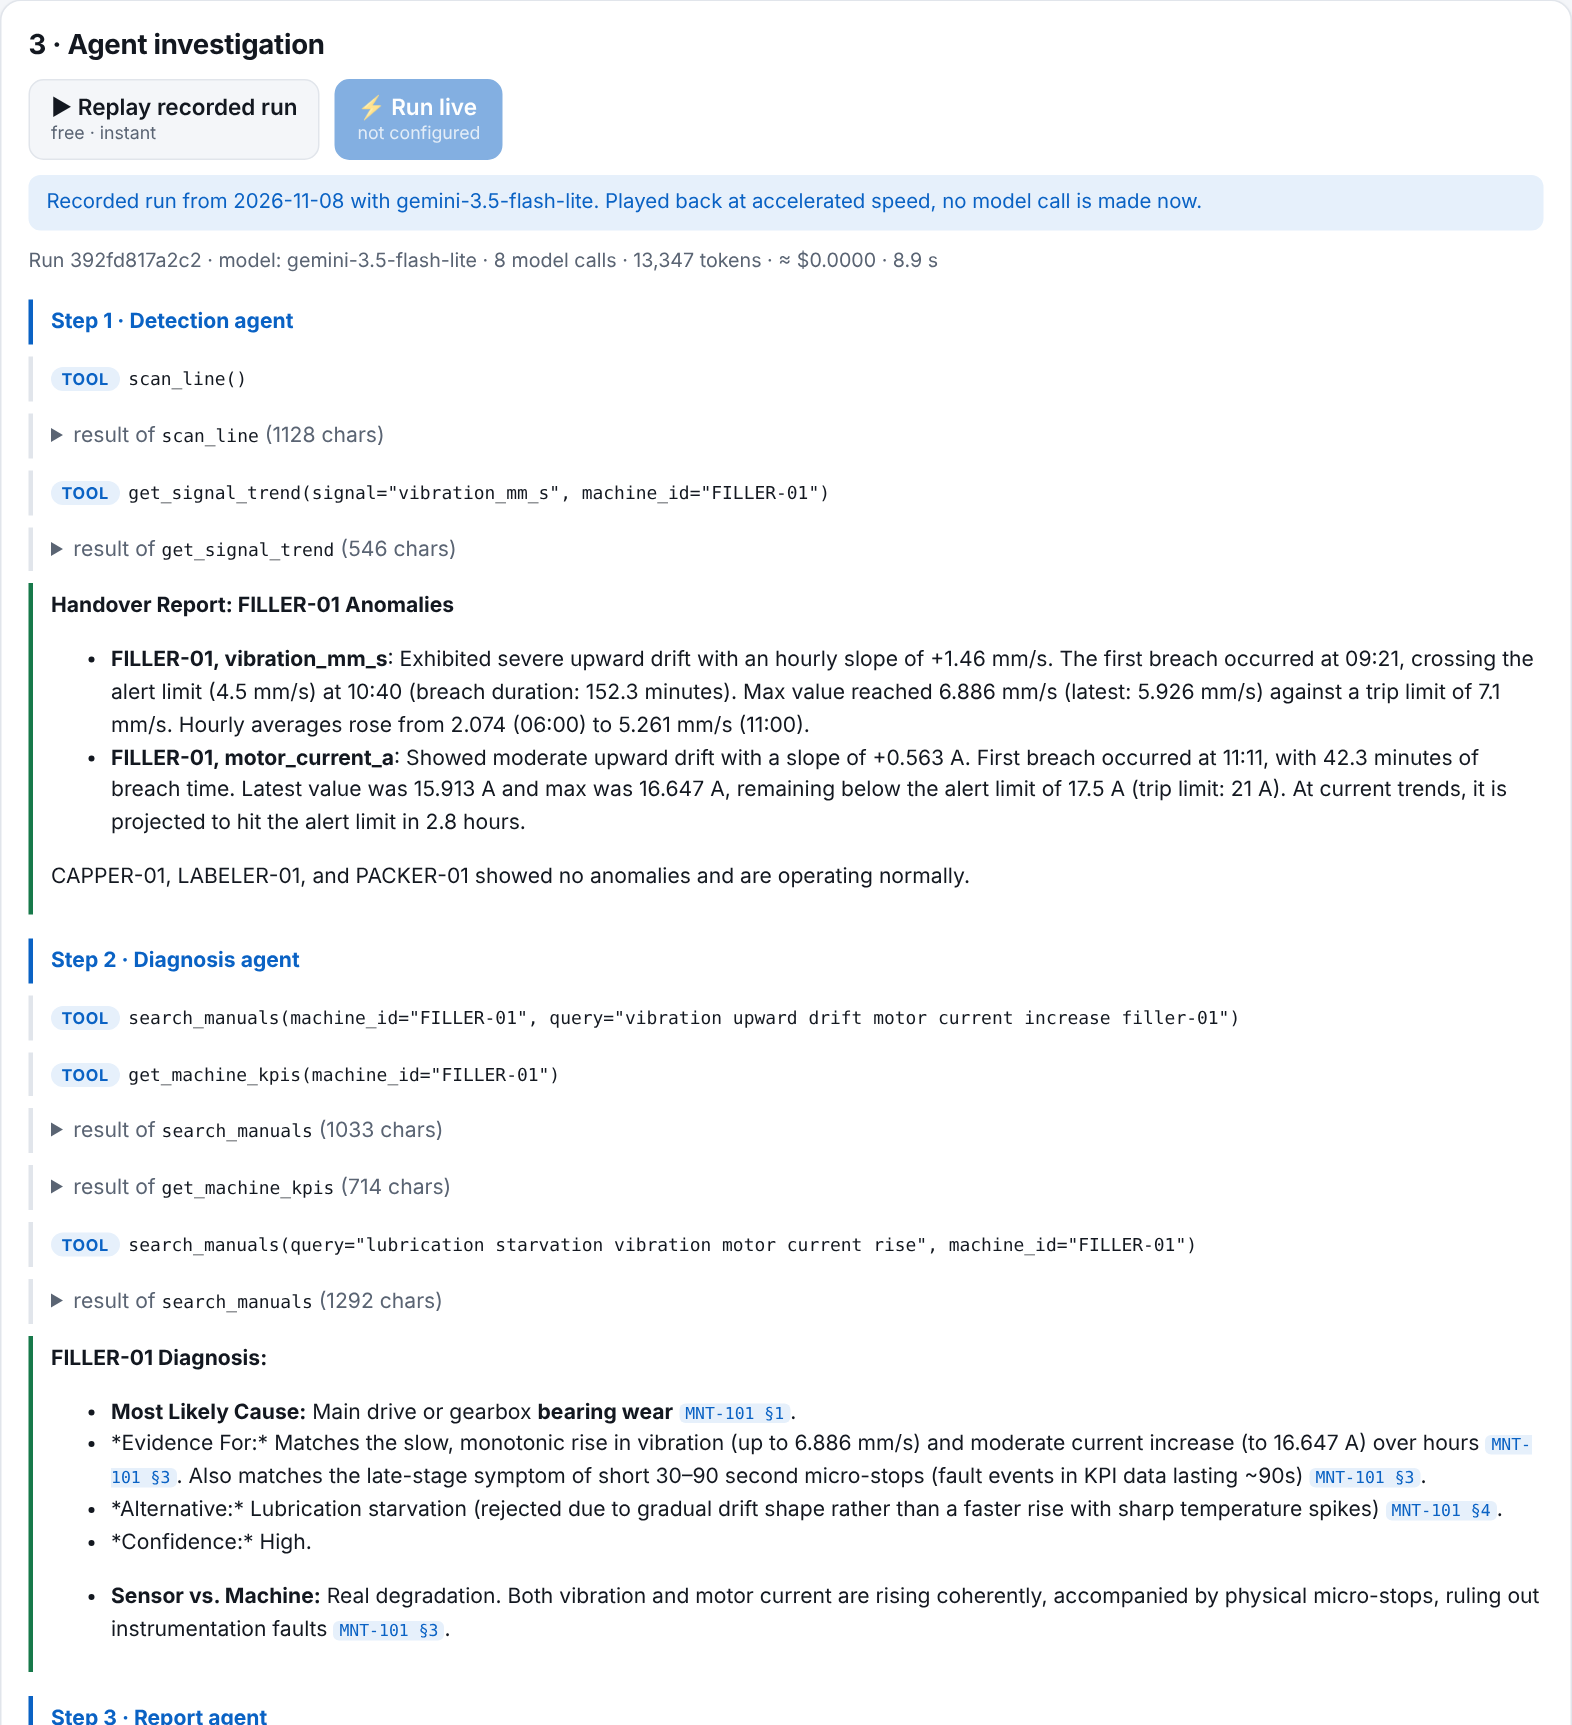 3 · Agent investigation
▶ Replay recorded run
free · instant
⚡ Run live
not configured
Recorded run from 2026-11-08 with gemini-3.5-flash-lite. Played back at accelerated speed, no model call is made now.
Run 392fd817a2c2 · model: gemini-3.5-flash-lite · 8 model calls · 13,347 tokens · ≈ $0.0000 · 8.9 s
Step 1 · Detection agent
TOOL scan_line()
▶ result of scan_line (1128 chars)
TOOL get_signal_trend(signal="vibration_mm_s", machine_id="FILLER-01")
▶ result of get_signal_trend (546 chars)
Handover Report: FILLER-01 Anomalies
• FILLER-01, vibration_mm_s: Exhibited severe upward drift with an hourly slope of +1.46 mm/s. The first breach occurred at 09:21, crossing the
alert limit (4.5 mm/s) at 10:40 (breach duration: 152.3 minutes). Max value reached 6.886 mm/s (latest: 5.926 mm/s) against a trip limit of 7.1
mm/s. Hourly averages rose from 2.074 (06:00) to 5.261 mm/s (11:00).
• FILLER-01, motor_current_a: Showed moderate upward drift with a slope of +0.563 A. First breach occurred at 11:11, with 42.3 minutes of
breach time. Latest value was 15.913 A and max was 16.647 A, remaining below the alert limit of 17.5 A (trip limit: 21 A). At current trends, it is
projected to hit the alert limit in 2.8 hours.
CAPPER-01, LABELER-01, and PACKER-01 showed no anomalies and are operating normally.
Step 2 · Diagnosis agent
TOOL search_manuals(machine_id="FILLER-01", query="vibration upward drift motor current increase filler-01")
TOOL get_machine_kpis(machine_id="FILLER-01")
▶ result of search_manuals (1033 chars)
▶ result of get_machine_kpis (714 chars)
TOOL search_manuals(query="lubrication starvation vibration motor current rise", machine_id="FILLER-01")
▶ result of search_manuals (1292 chars)
FILLER-01 Diagnosis:
• Most Likely Cause: Main drive or gearbox bearing wear MNT-101 §1.
• *Evidence For:* Matches the slow, monotonic rise in vibration (up to 6.886 mm/s) and moderate current increase (to 16.647 A) over hours MNT-
101 §3. Also matches the late-stage symptom of short 30–90 second micro-stops (fault events in KPI data lasting ~90s) MNT-101 §3.
• *Alternative:* Lubrication starvation (rejected due to gradual drift shape rather than a faster rise with sharp temperature spikes) MNT-101 §4.
• *Confidence:* High.
• Sensor vs. Machine: Real degradation. Both vibration and motor current are rising coherently, accompanied by physical micro-stops, ruling out
instrumentation faults MNT-101 §3.
Step 3 · Report agent